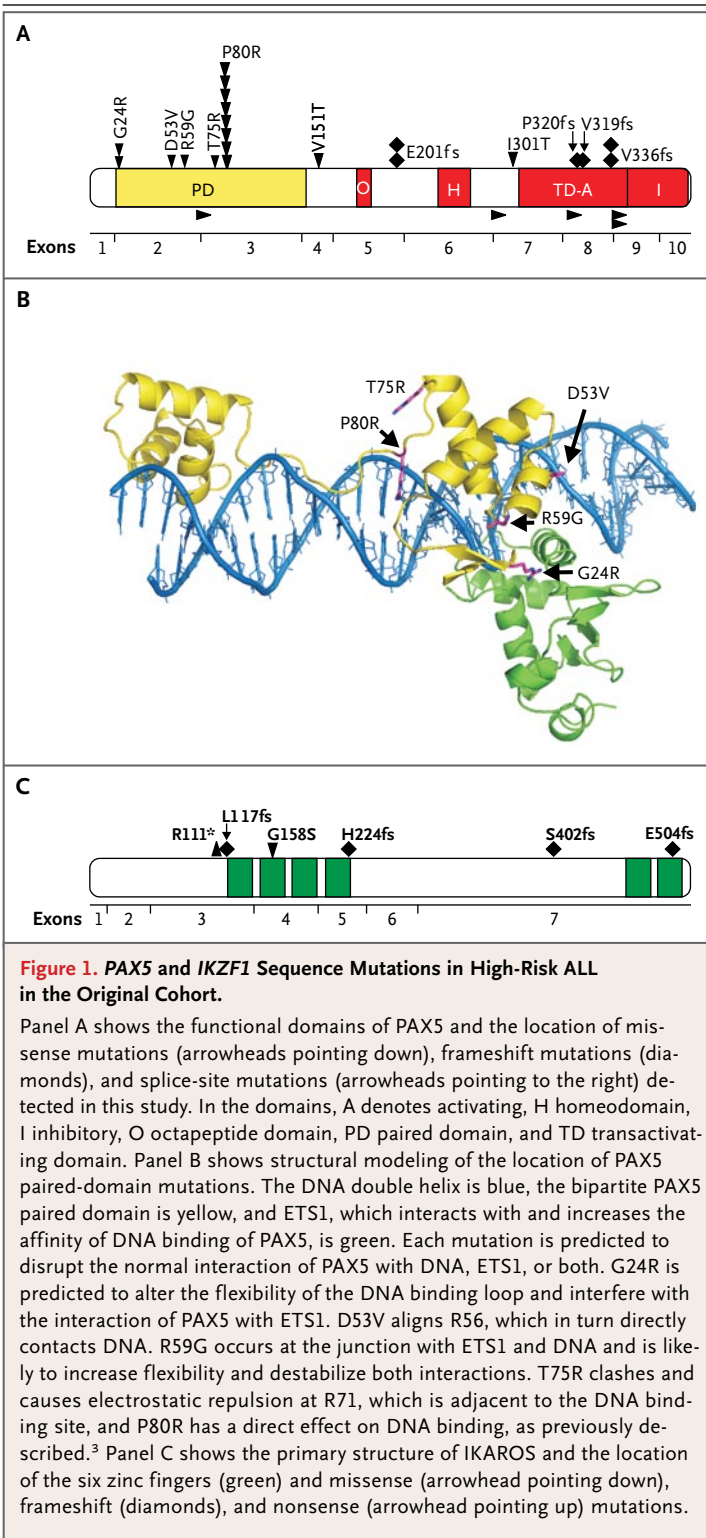 A
P80R
G24R
D53V
R59G
T75R
V151T
E201fs
I301T
P320fs
V319fs
V336fs
PD
O
H
TD-A
I
Exons 1 2 3 4 5 6 7 8 9 10
B
T75R
P80R
D53V
R59G
G24R
C
L117fs
R111* G158S H224fs S402fs E504fs
Exons 1 2 3 4 5 6 7
Figure 1. PAX5 and IKZF1 Sequence Mutations in High-Risk ALL
in the Original Cohort.
Panel A shows the functional domains of PAX5 and the location of mis-
sense mutations (arrowheads pointing down), frameshift mutations (dia-
monds), and splice-site mutations (arrowheads pointing to the right) de-
tected in this study. In the domains, A denotes activating, H homeodomain,
I inhibitory, O octapeptide domain, PD paired domain, and TD transactivat-
ing domain. Panel B shows structural modeling of the location of PAX5
paired-domain mutations. The DNA double helix is blue, the bipartite PAX5
paired domain is yellow, and ETS1, which interacts with and increases the
affinity of DNA binding of PAX5, is green. Each mutation is predicted to
disrupt the normal interaction of PAX5 with DNA, ETS1, or both. G24R is
predicted to alter the flexibility of the DNA binding loop and interfere with
the interaction of PAX5 with ETS1. D53V aligns R56, which in turn directly
contacts DNA. R59G occurs at the junction with ETS1 and DNA and is like-
ly to increase flexibility and destabilize both interactions. T75R clashes and
causes electrostatic repulsion at R71, which is adjacent to the DNA bind-
ing site, and P80R has a direct effect on DNA binding, as previously de-
scribed.³ Panel C shows the primary structure of IKAROS and the location
of the six zinc fingers (green) and missense (arrowhead pointing down),
frameshift (diamonds), and nonsense (arrowhead pointing up) mutations.